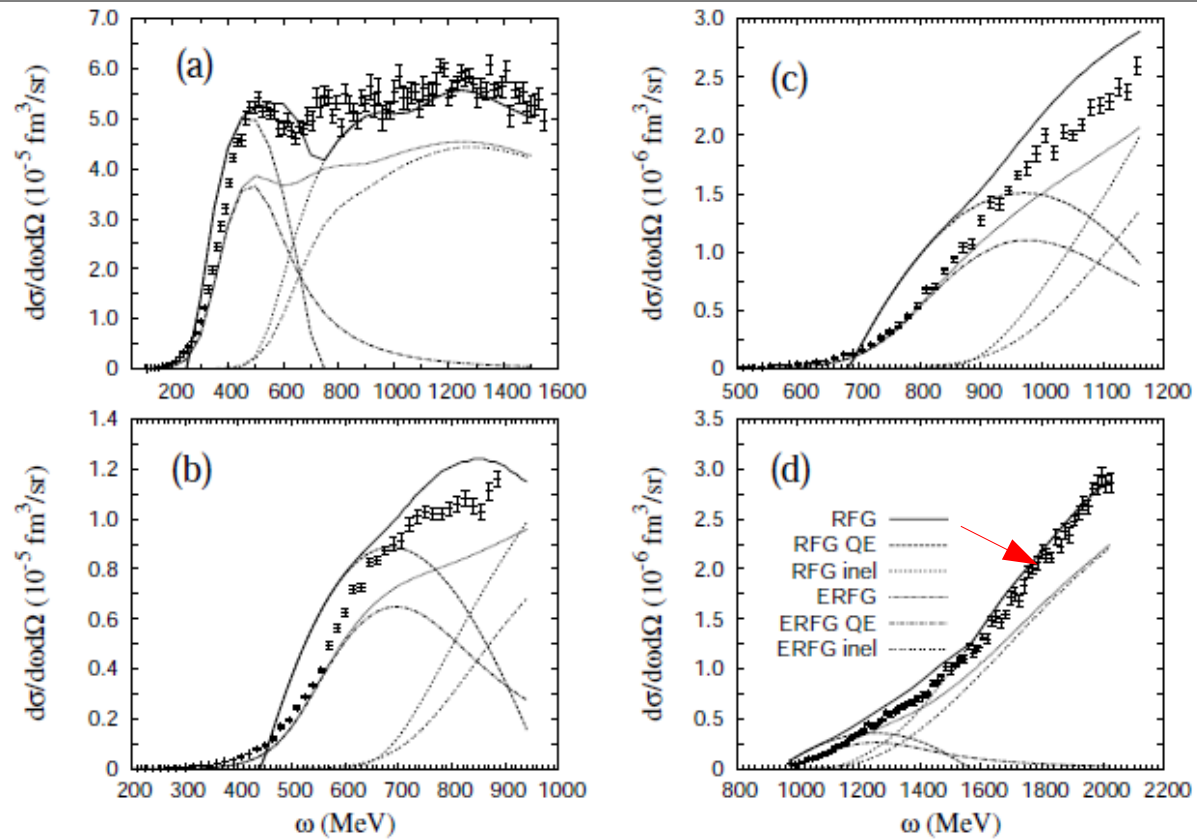 (a)
dσ/dωdΩ (10⁻⁵ fm³/sr)
7.0
6.0
5.0
4.0
3.0
2.0
1.0
0
200 400 600 800 1000 1200 1400 1600
(c)
dσ/dωdΩ (10⁻⁶ fm³/sr)
3.0
2.5
2.0
1.5
1.0
0.5
0
500 600 700 800 900 1000 1100 1200
(b)
dσ/dωdΩ (10⁻⁵ fm³/sr)
1.4
1.2
1.0
0.8
0.6
0.4
0.2
0
200 300 400 500 600 700 800 900 1000
ω (MeV)
(d)
dσ/dωdΩ (10⁻⁶ fm³/sr)
3.5
3.0
2.5
2.0
1.5
1.0
0.5
0
RFG
RFG QE
RFG inel
ERFG
ERFG QE
ERFG inel
800 1000 1200 1400 1600 1800 2000 2200
ω (MeV)